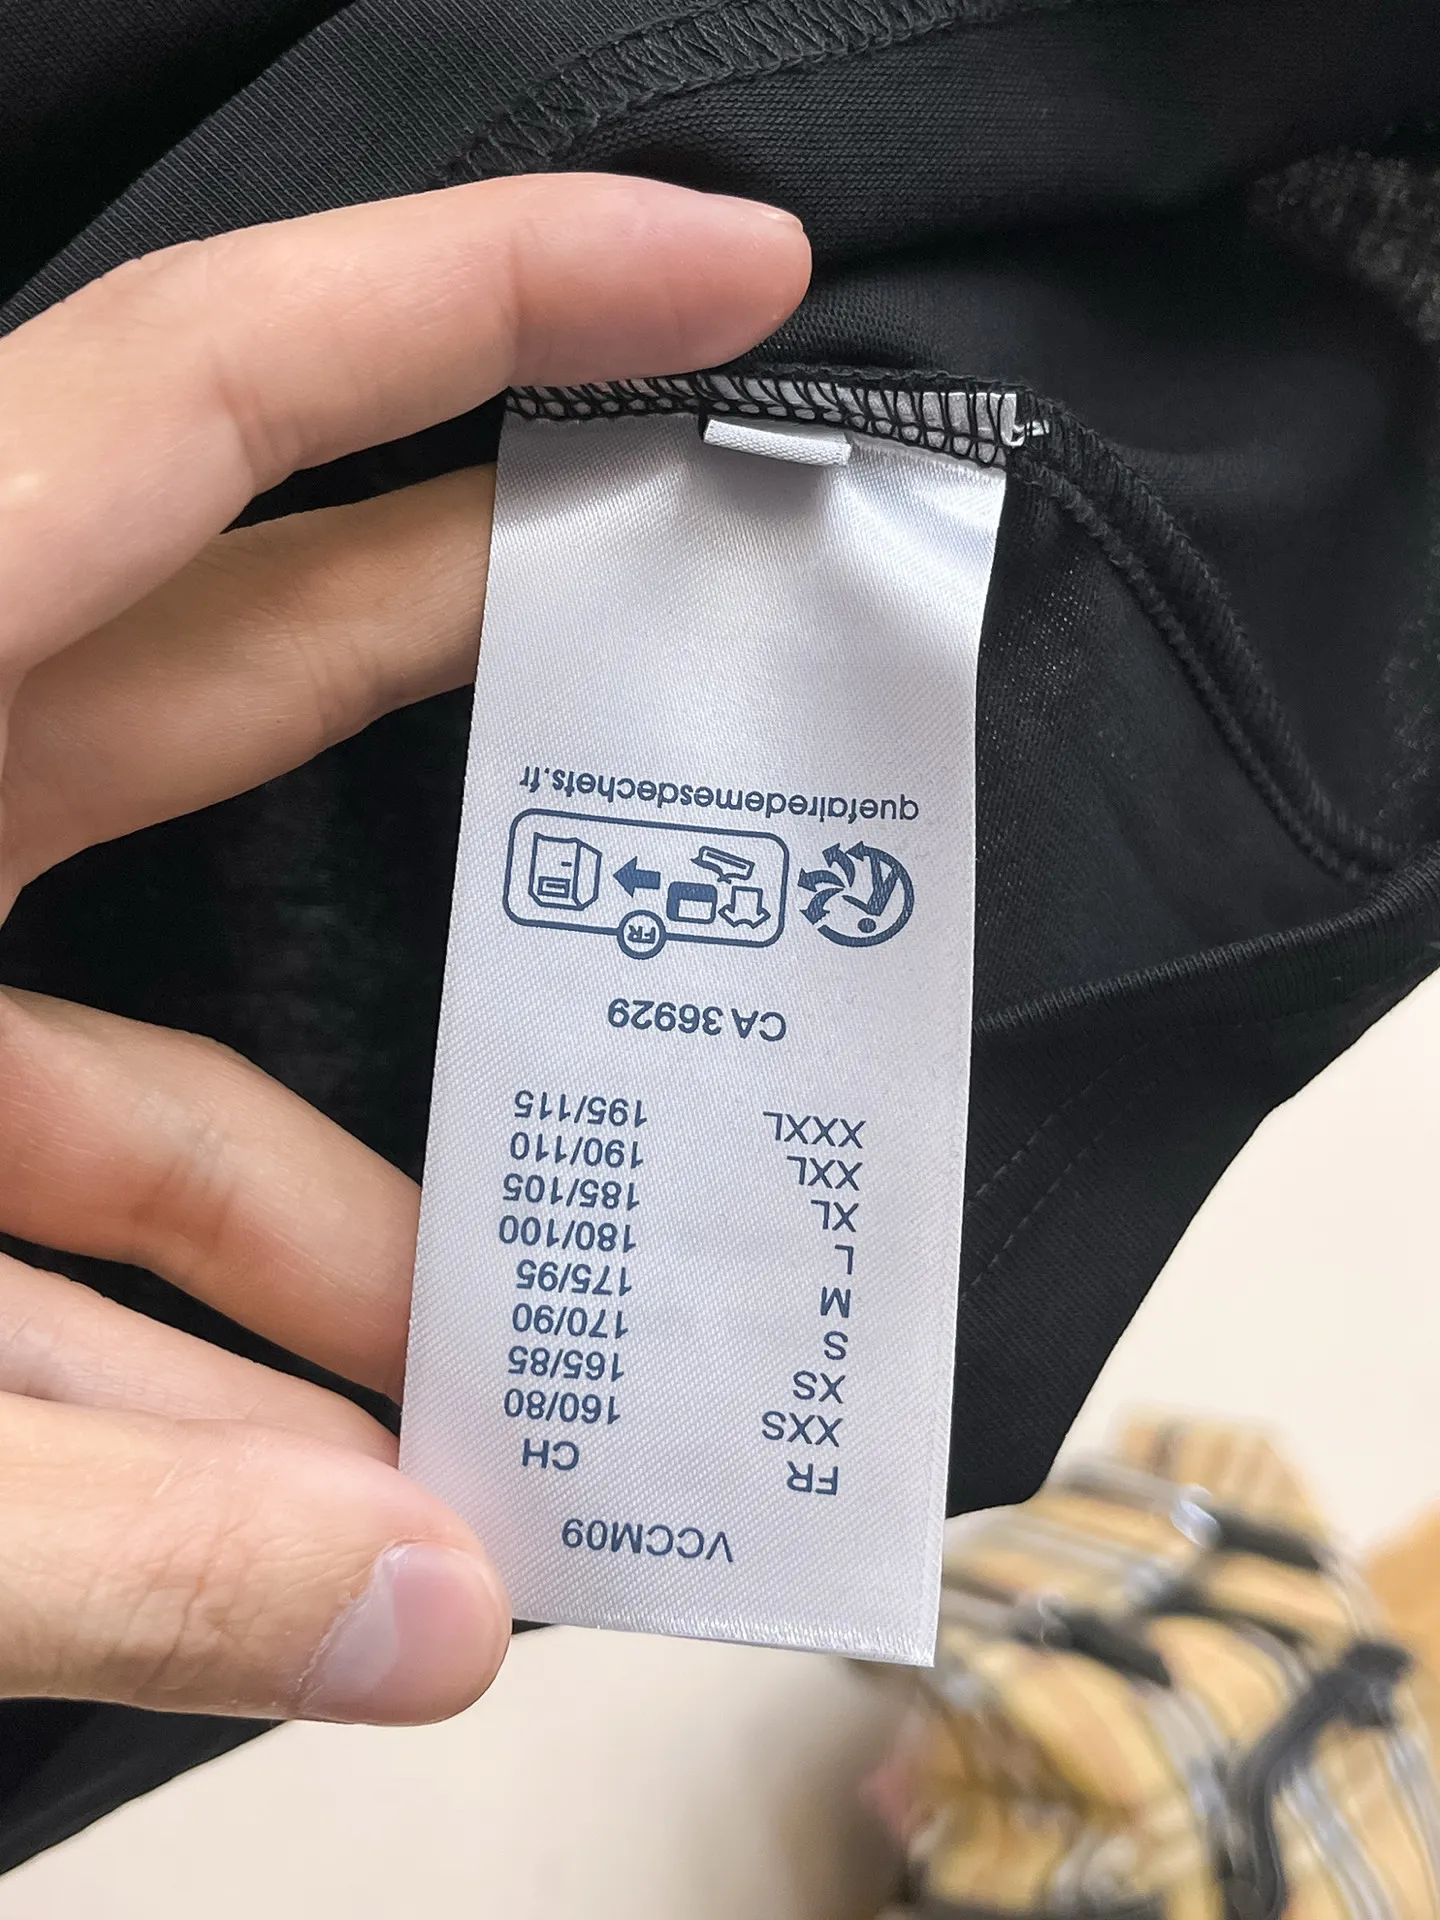 VCCM09
FR CH
XXS 160/80
XS 165/85
S 170/90
M 175/95
L 180/100
XL 185/105
XXL 190/110
XXXL 195/115
CA 36929
FR
quefairedemesdechets.fr